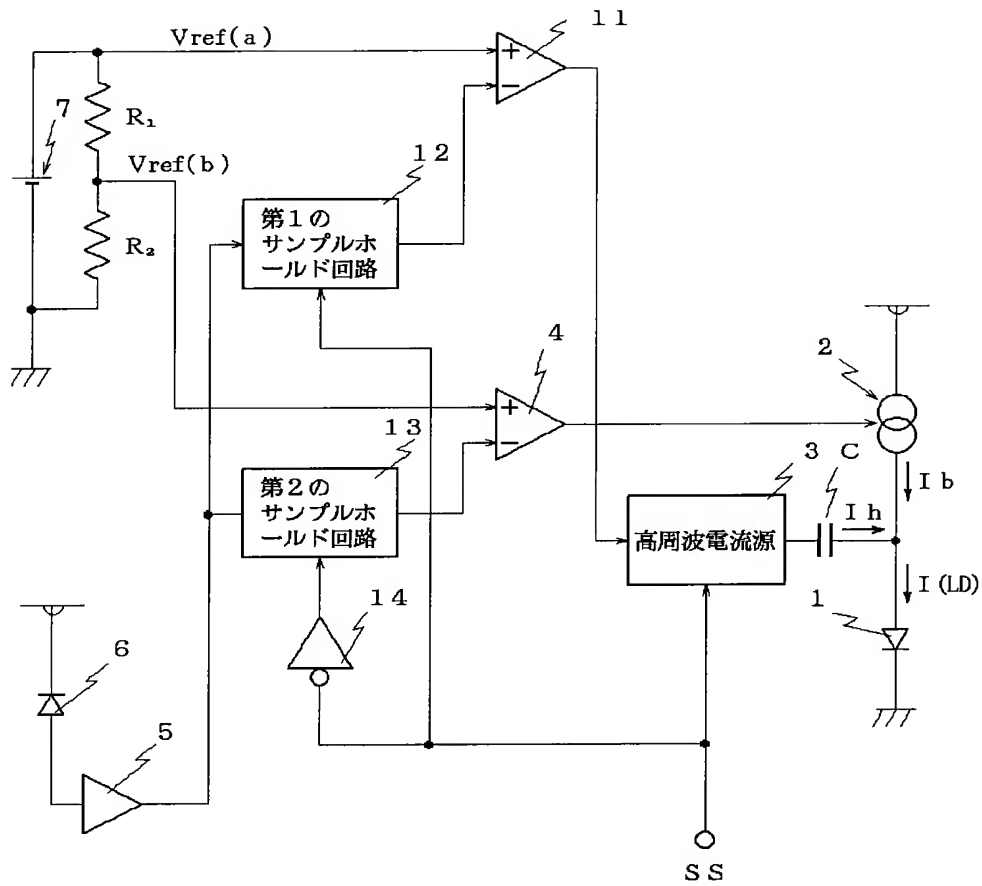 11
Vref(a)
+
−
7
R₁
12
Vref(b)
第1の
サンプルホ
ールド回路
R₂
4
2
+
−
13
3
C
第2の
サンプルホ
ールド回路
Ib
Ih
高周波電流源
14
1
I(LD)
6
5
SS